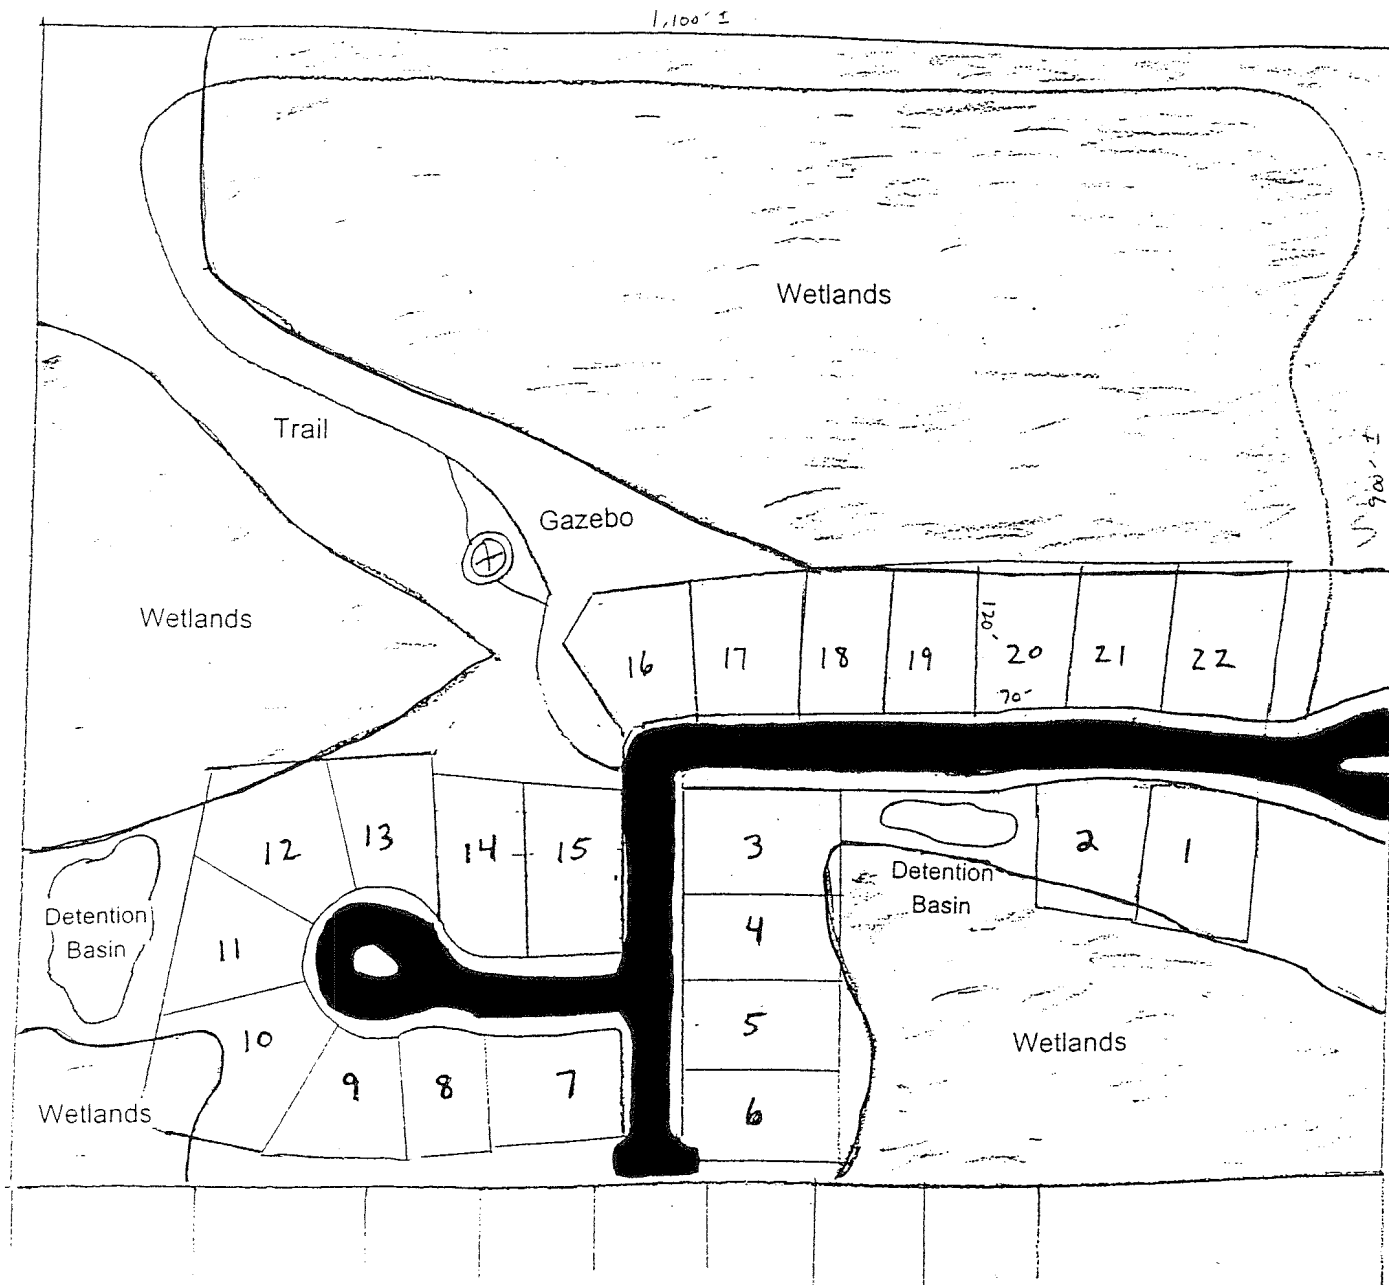 1,100' ±
Wetlands
Trail
900' ±
Gazebo
120'
Wetlands
16 17 18 19 20 21 22
70'
12 13 14 15 3 2 1
Detention
Basin
Detention
Basin
11 4
5
10 Wetlands
9 8 7
Wetlands 6